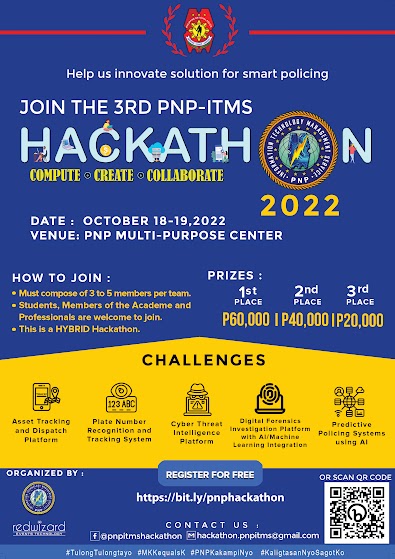 Help us innovate solution for smart policing
JOIN THE 3RD PNP-ITMS
HACKATHON
COMPUTE CREATE COLLABORATE
2022
DATE : OCTOBER 18-19,2022
VENUE: PNP MULTI-PURPOSE CENTER
HOW TO JOIN :
• Must compose of 3 to 5 members per team.
• Students, Members of the Academe and
Professionals are welcome to join.
• This is a HYBRID Hackathon.
PRIZES :
1st 2nd 3rd
PLACE PLACE PLACE
P60,000 | P40,000 | P20,000
CHALLENGES
123 ABC
Asset Tracking
and Dispatch
Platform
Plate Number
Recognition and
Tracking System
Cyber Threat
Intelligence
Platform
Digital Forensics
Investigation Platform
with AI/Machine
Learning Integration
Predictive
Policing Systems
using AI
ORGANIZED BY :
redwizard
EVENTS TECHNOLOGY
REGISTER FOR FREE
https://bit.ly/pnphackathon
OR SCAN QR CODE
CONTACT US :
@pnpitmshackathon hackathon.pnpitms@gmail.com
#TulongTulongtayo #MKKequalsK #PNPKakampiNyo #KaligtasanNyoSagotKo